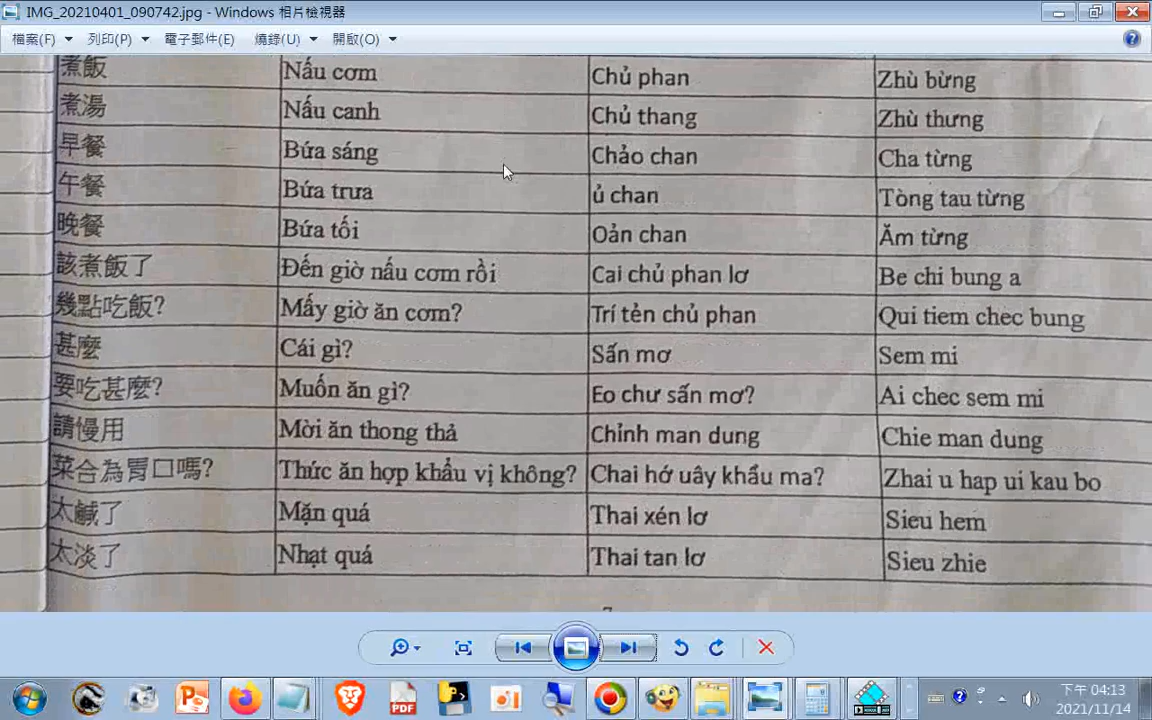 IMG_20210401_090742.jpg - Windows 相片檢視器
檔案(F) 列印(P) 電子郵件(E) 燒錄(U) 開啟(O)
煮飯 Nấu cơm Chủ phan Zhù bừng
煮湯 Nấu canh Chủ thang Zhù thưng
早餐 Bứa sáng Chảo chan Cha từng
午餐 Bứa trưa ủ chan Tòng tau từng
晚餐 Bứa tối Oản chan Ăm từng
該煮飯了 Đến giờ nấu cơm rồi Cai chủ phan lơ Be chi bung a
幾點吃飯? Mấy giờ ăn cơm? Trí tẻn chủ phan Qui tiem chec bung
甚麼 Cái gì? Sấn mơ Sem mi
要吃甚麼? Muốn ăn gì? Eo chư sấn mơ? Ai chec sem mi
請慢用 Mời ăn thong thả Chỉnh man dung Chie man dung
菜合為胃口嗎? Thức ăn hợp khẩu vị không? Chai hớ uây khẩu ma? Zhai u hap ui kau bo
太鹹了 Mặn quá Thai xén lơ Sieu hem
太淡了 Nhạt quá Thai tan lơ Sieu zhie
PDF
下午 04:13
2021/11/14